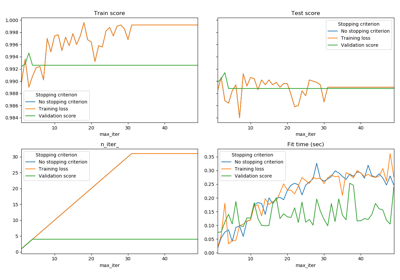 Train score
Test score
1.000
0.998
0.996
0.994
0.992
0.990
0.988
0.986
0.984
Stopping criterion
No stopping criterion
Training loss
Validation score
Stopping criterion
No stopping criterion
Training loss
Validation score
10 20 30 40
max_iter
10 20 30 40
max_iter
n_iter_
Fit time (sec)
30
25
20
15
10
5
0
Stopping criterion
No stopping criterion
Training loss
Validation score
0.35
0.30
0.25
0.20
0.15
0.10
0.05
0.00
Stopping criterion
No stopping criterion
Training loss
Validation score
10 20 30 40
max_iter
10 20 30 40
max_iter